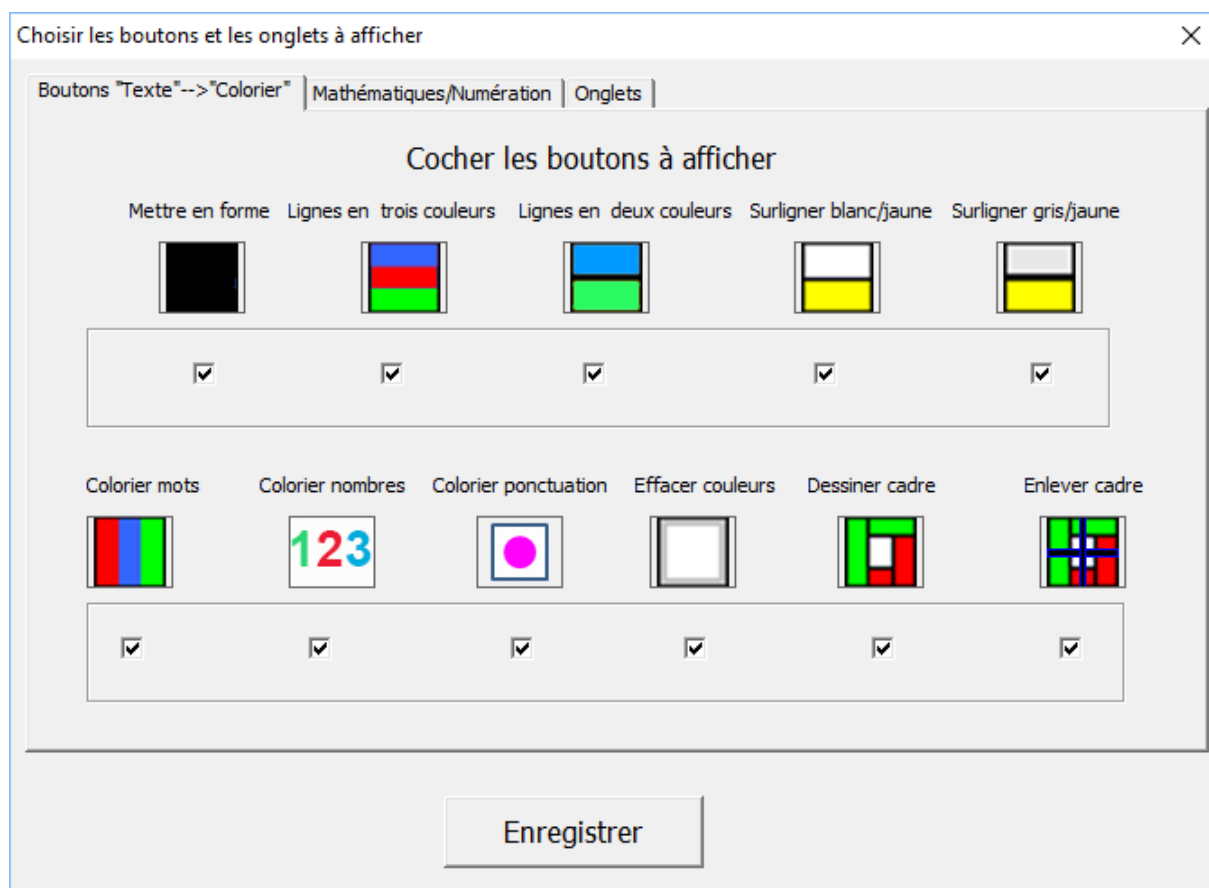 Choisir les boutons et les onglets à afficher
Boutons "Texte"-->"Colorier" Mathématiques/Numération Onglets
Cocher les boutons à afficher
Mettre en forme Lignes en trois couleurs Lignes en deux couleurs Surligner blanc/jaune Surligner gris/jaune
Colorier mots Colorier nombres Colorier ponctuation Effacer couleurs Dessiner cadre Enlever cadre
123
Enregistrer